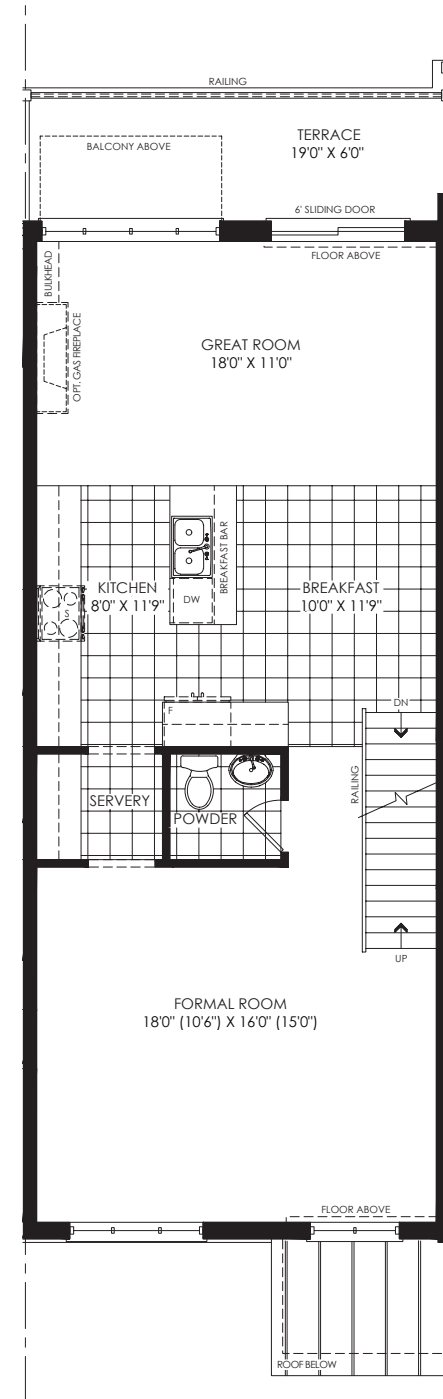 RAILING
TERRACE
19'0" X 6'0"
BALCONY ABOVE
6' SLIDING DOOR
FLOOR ABOVE
BULKHEAD
OPT. GAS FIREPLACE
GREAT ROOM
18'0" X 11'0"
BREAKFAST BAR
KITCHEN
8'0" X 11'9"
S
DW
BREAKFAST
10'0" X 11'9"
F
DN
RAILING
SERVERY
POWDER
UP
FORMAL ROOM
18'0" (10'6") X 16'0" (15'0")
FLOOR ABOVE
ROOF BELOW